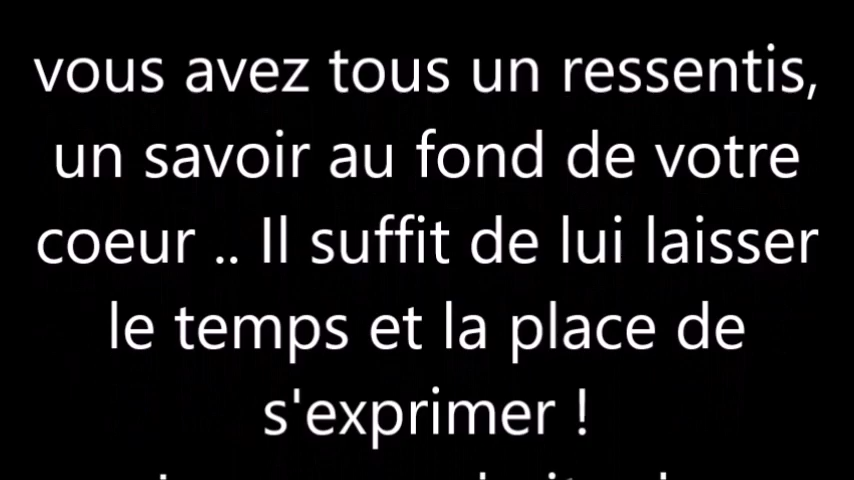 vous avez tous un ressentis,
un savoir au fond de votre
coeur .. Il suffit de lui laisser
le temps et la place de
s'exprimer !